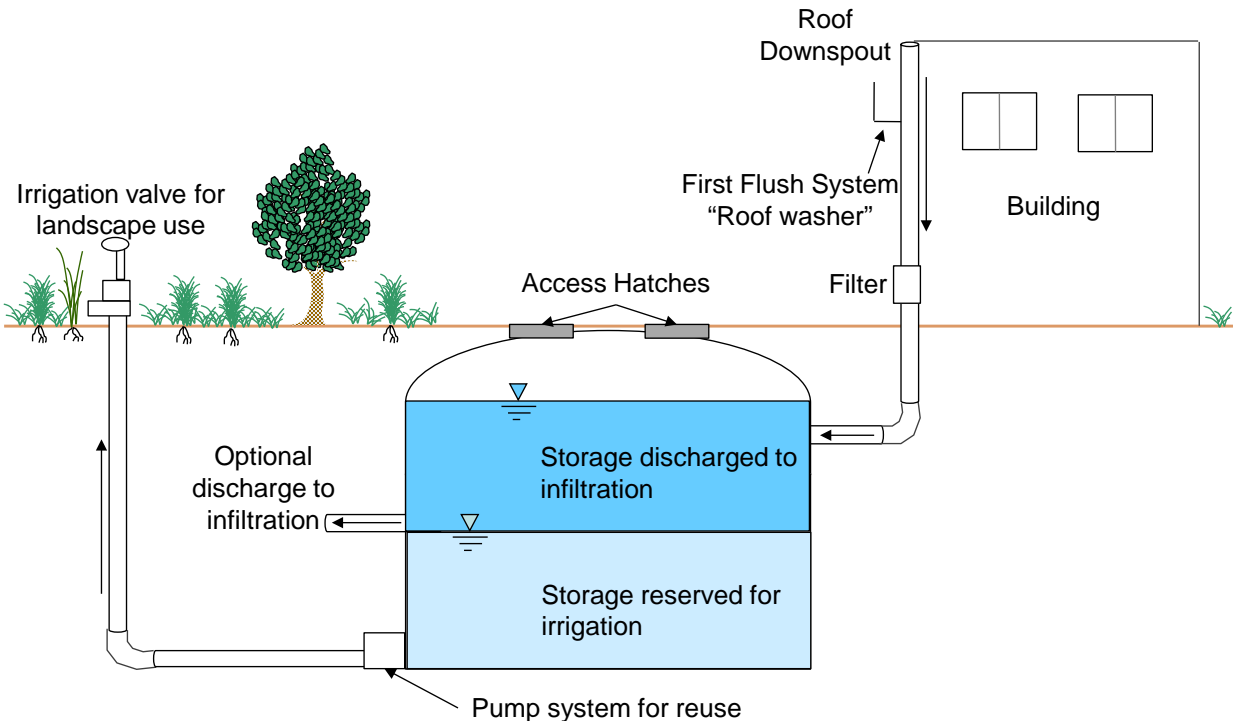 Roof
Downspout
First Flush System
“Roof washer”
Building
Irrigation valve for
landscape use
Access Hatches
Filter
Optional
discharge to
infiltration
Storage discharged to
infiltration
Storage reserved for
irrigation
Pump system for reuse